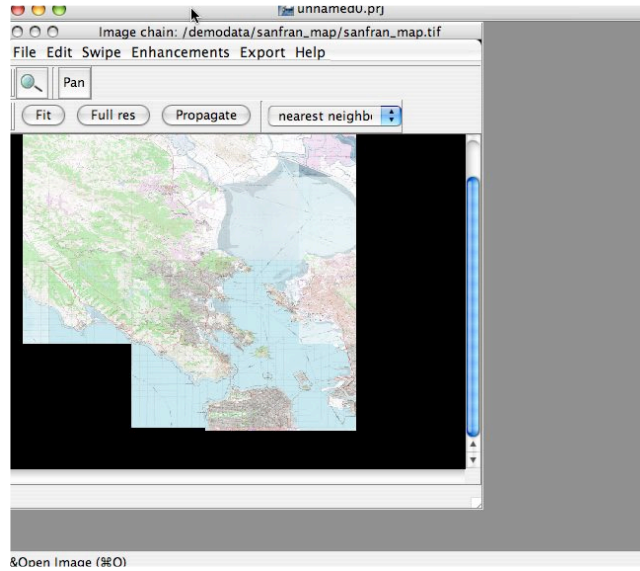 unnamed0.prj
Image chain: /demodata/sanfran_map/sanfran_map.tif
File Edit Swipe Enhancements Export Help
Pan
Fit Full res Propagate nearest neighb
&Open Image (⌘O)